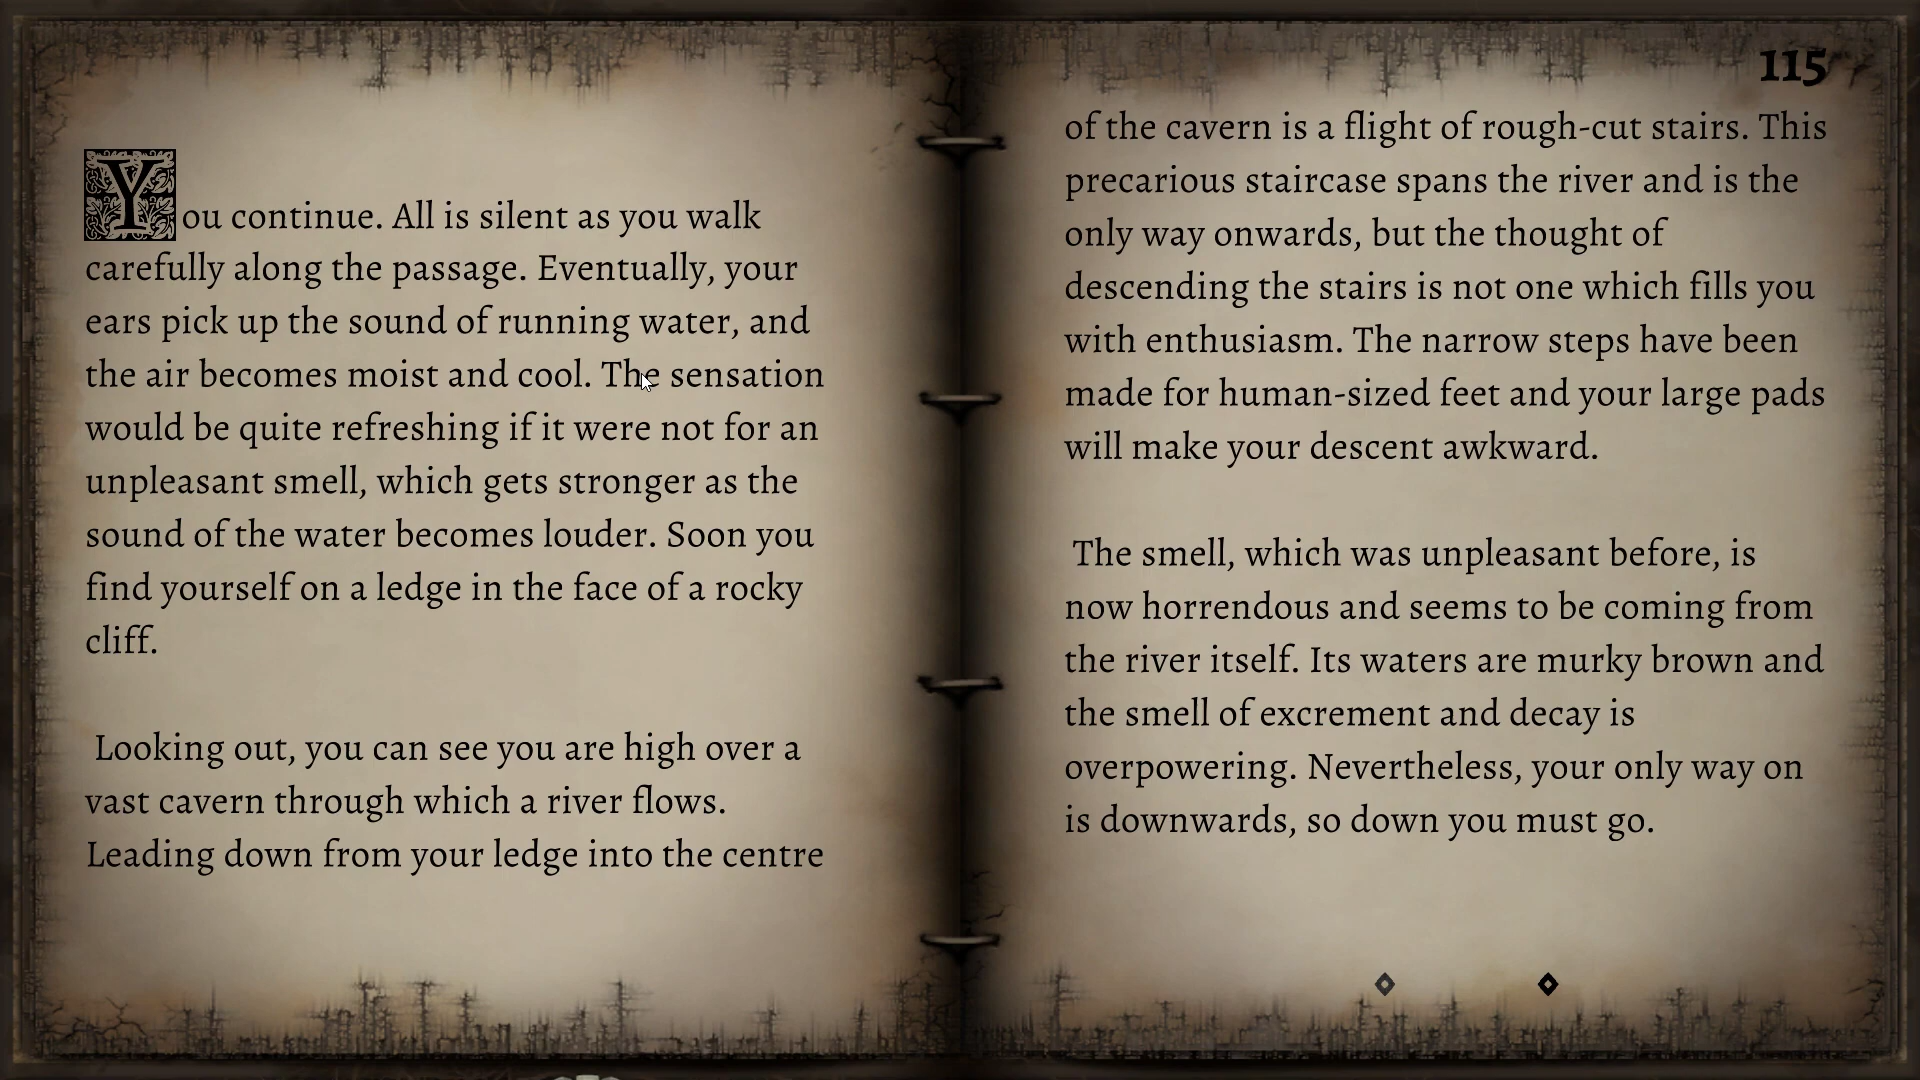 You continue. All is silent as you walk
carefully along the passage. Eventually, your
ears pick up the sound of running water, and
the air becomes moist and cool. The sensation
would be quite refreshing if it were not for an
unpleasant smell, which gets stronger as the
sound of the water becomes louder. Soon you
find yourself on a ledge in the face of a rocky
cliff.
Looking out, you can see you are high over a
vast cavern through which a river flows.
Leading down from your ledge into the centre
115
of the cavern is a flight of rough-cut stairs. This
precarious staircase spans the river and is the
only way onwards, but the thought of
descending the stairs is not one which fills you
with enthusiasm. The narrow steps have been
made for human-sized feet and your large pads
will make your descent awkward.
The smell, which was unpleasant before, is
now horrendous and seems to be coming from
the river itself. Its waters are murky brown and
the smell of excrement and decay is
overpowering. Nevertheless, your only way on
is downwards, so down you must go.